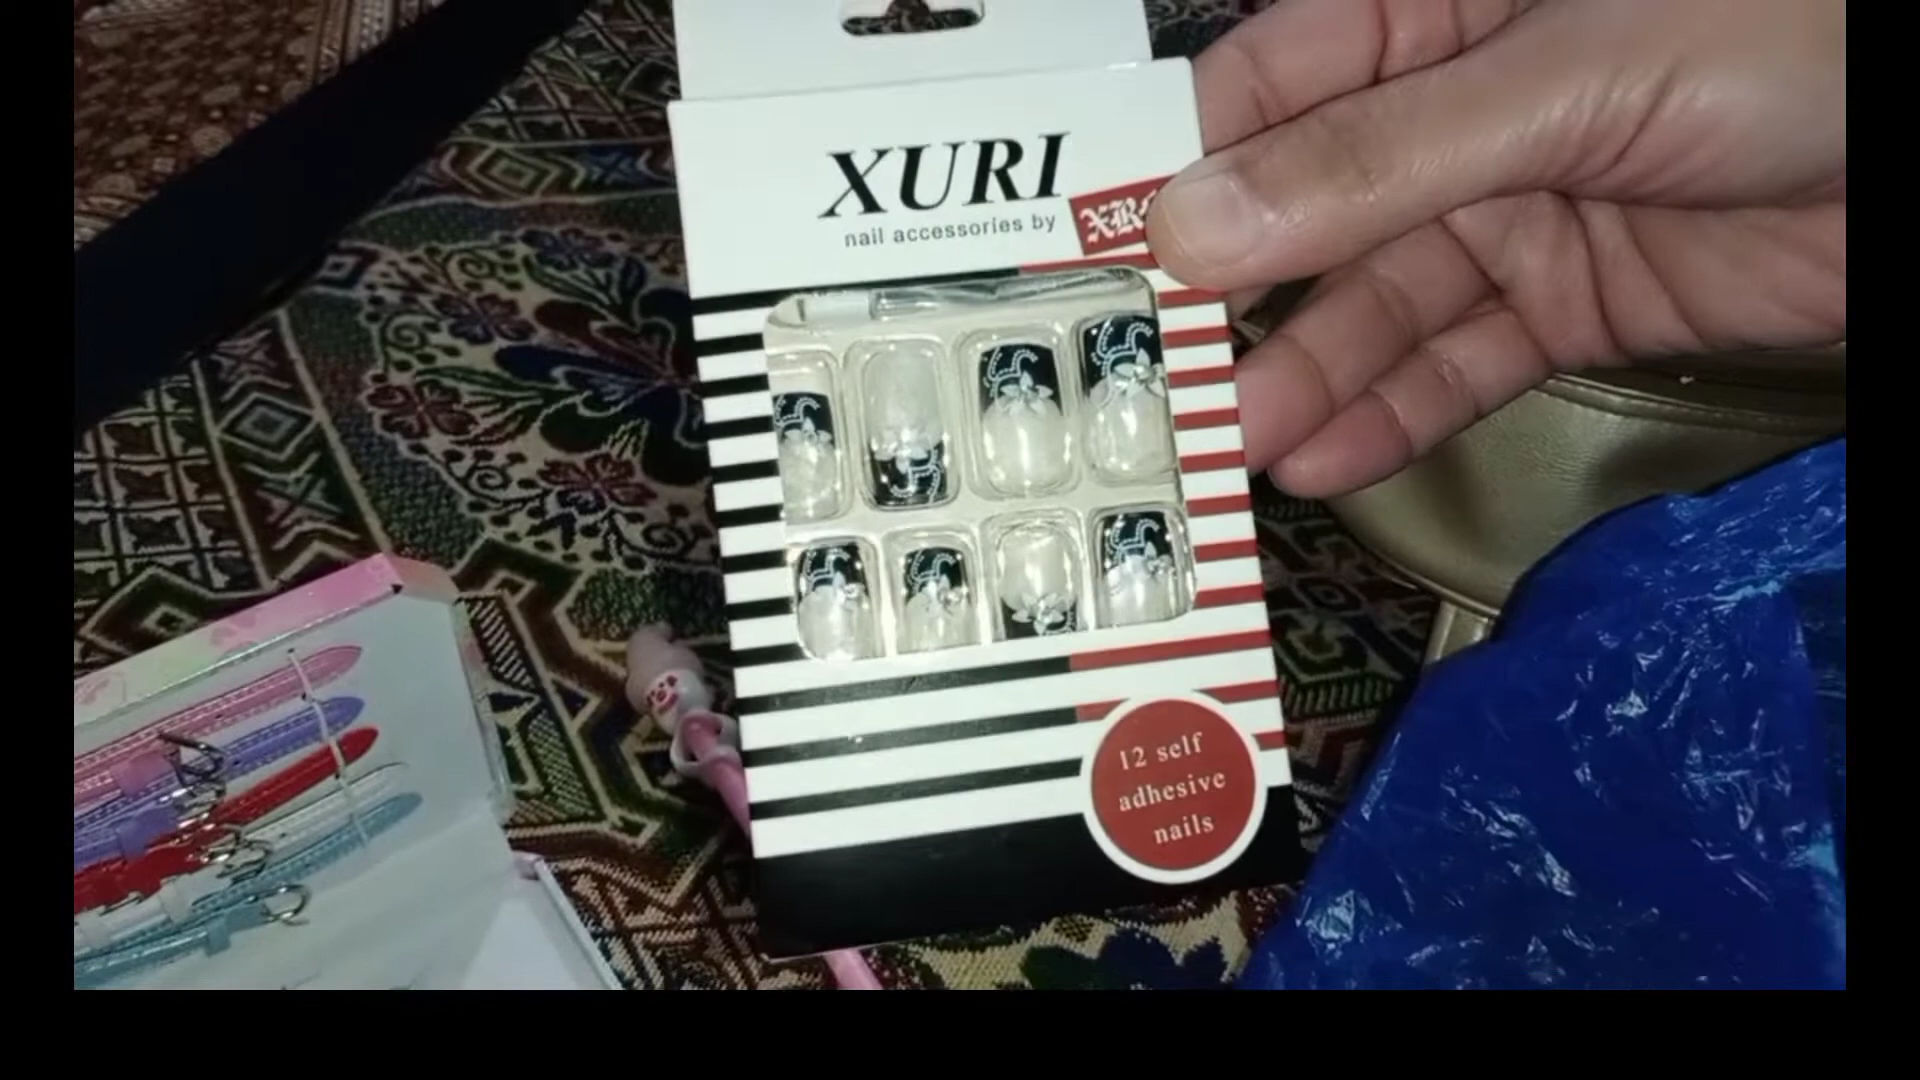 XURI
nail accessories by
12 self
adhesive
nails